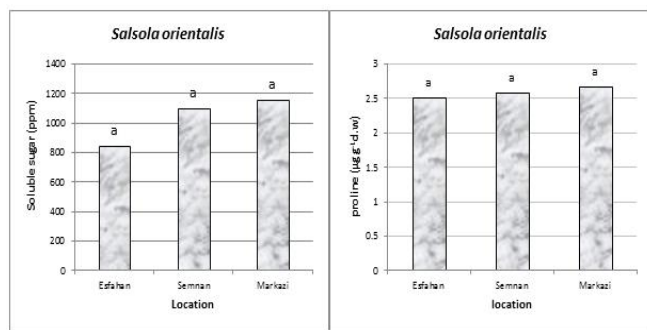 Salsola orientalis
Soluble sugar (ppm)
1400
1200
1000
800
600
400
200
0
a
a
a
Esfahan
Semnan
Markazi
Location
Salsola orientalis
proline (µg g⁻¹d.w)
3
2.5
2
1.5
1
0.5
0
a
a
a
Esfahan
Semnan
Markazi
location